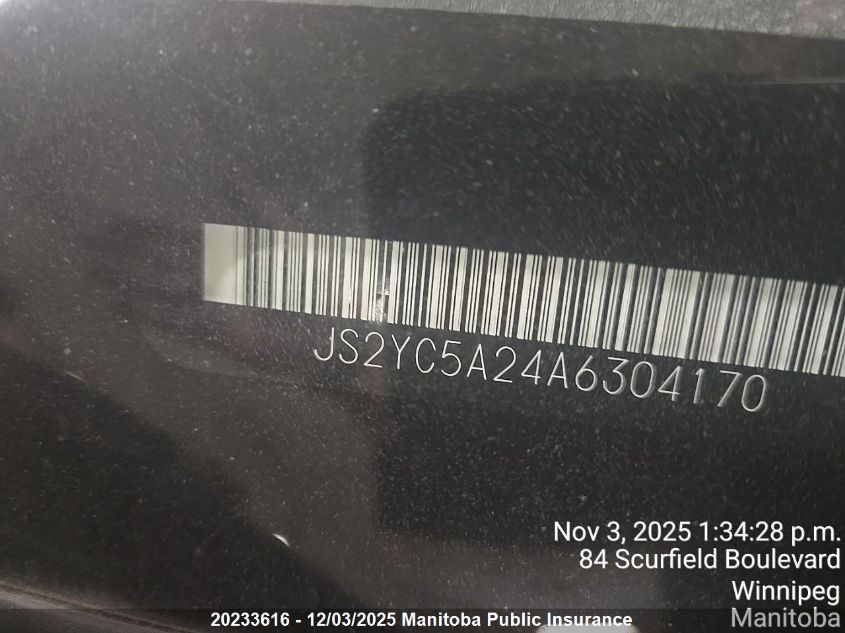 JS2YC5A24A6304170
Nov 3, 2025 1:34:28 p.m.
84 Scurfield Boulevard
Winnipeg
Manitoba
20233616 - 12/03/2025 Manitoba Public Insurance